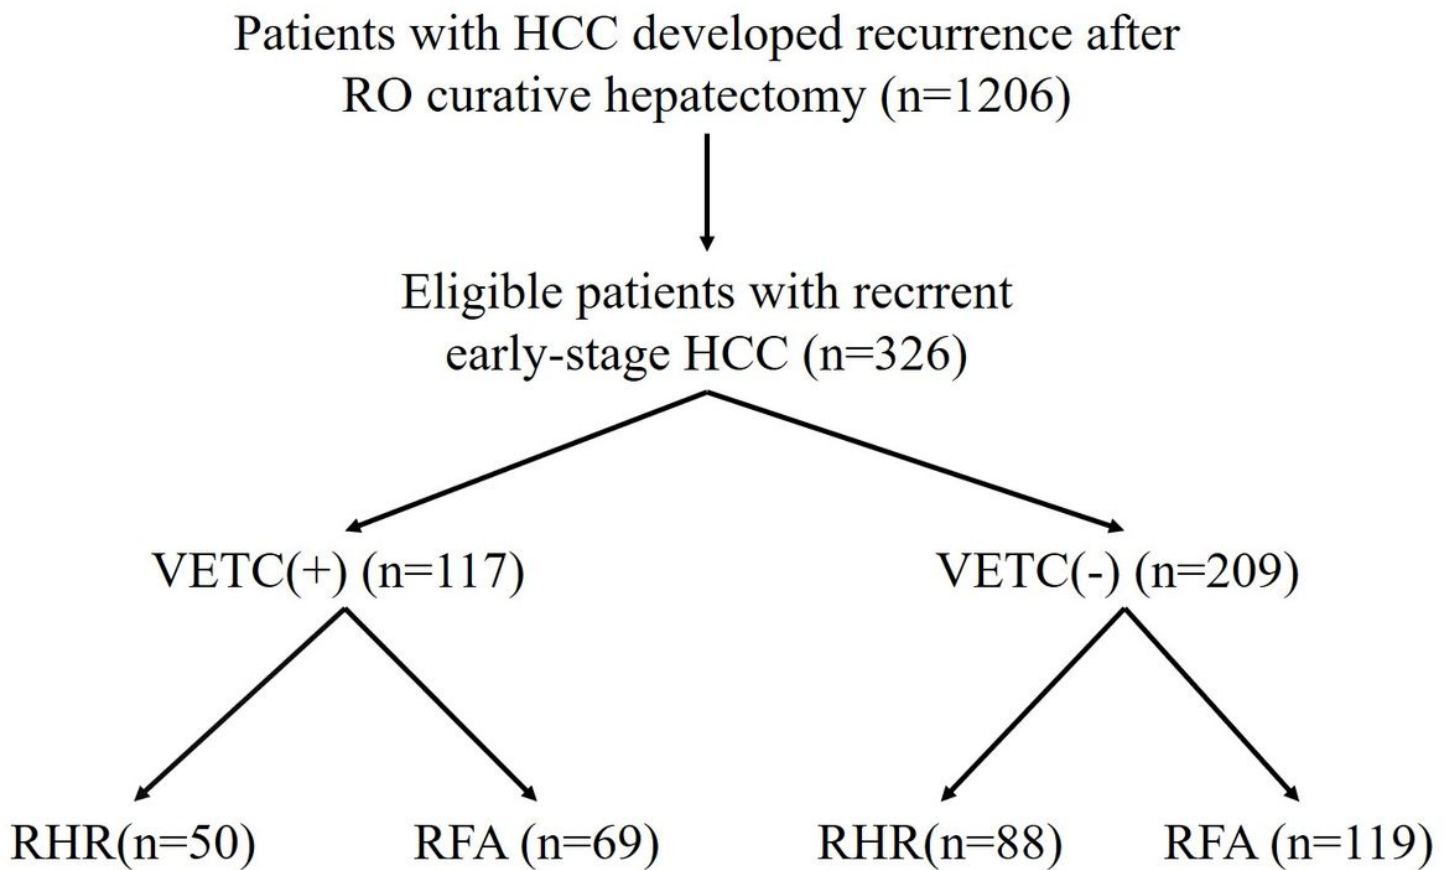 Patients with HCC developed recurrence after
RO curative hepatectomy (n=1206)
Eligible patients with recrrent
early-stage HCC (n=326)
VETC(+) (n=117)
VETC(-) (n=209)
RHR(n=50)
RFA (n=69)
RHR(n=88)
RFA (n=119)